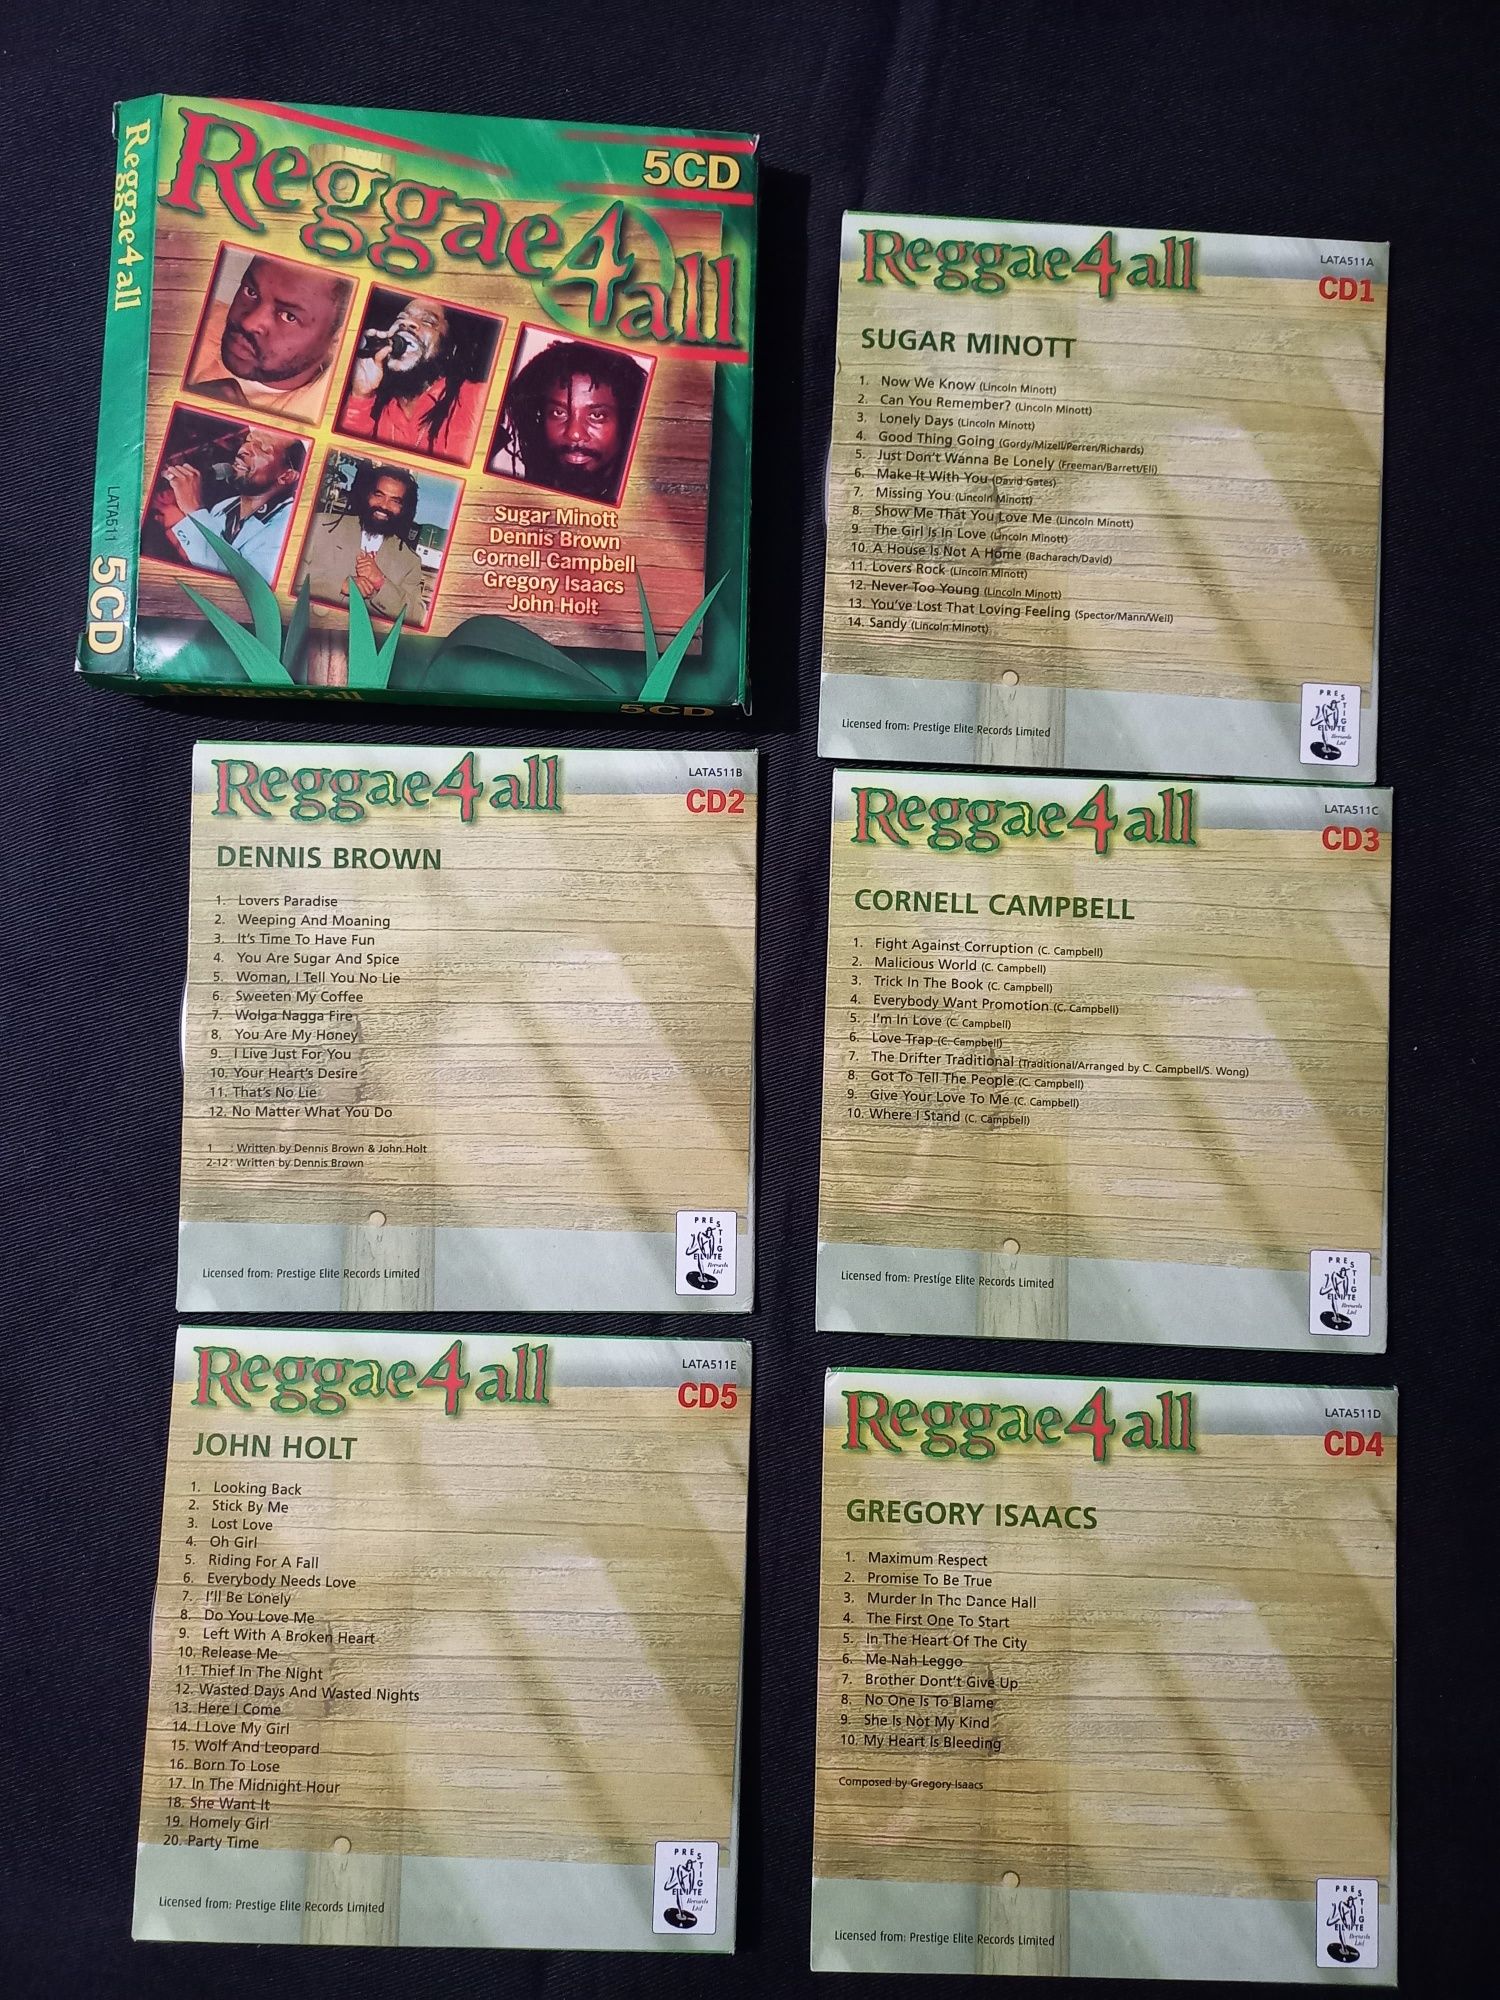 Reggae4all
LATA511
5CD
5CD
Reggae4all
Sugar Minott
Dennis Brown
Cornell Campbell
Gregory Isaacs
John Holt
Reggae4all
5CD
Reggae4all
LATA511A
CD1
SUGAR MINOTT
1. Now We Know (Lincoln Minott)
2. Can You Remember? (Lincoln Minott)
3. Lonely Days (Lincoln Minott)
4. Good Thing Going (Gordy/Mizell/Perren/Richards)
5. Just Don't Wanna Be Lonely (Freeman/Barrett/Eli)
6. Make It With You (David Gates)
7. Missing You (Lincoln Minott)
8. Show Me That You Love Me (Lincoln Minott)
9. The Girl Is In Love (Lincoln Minott)
10. A House Is Not A Home (Bacharach/David)
11. Lovers Rock (Lincoln Minott)
12. Never Too Young (Lincoln Minott)
13. You've Lost That Loving Feeling (Spector/Mann/Weil)
14. Sandy (Lincoln Minott)
Licensed from: Prestige Elite Records Limited
PRESTIGE
ELITE
Records
Ltd
Reggae4all
LATA511B
CD2
DENNIS BROWN
1. Lovers Paradise
2. Weeping And Moaning
3. It's Time To Have Fun
4. You Are Sugar And Spice
5. Woman, I Tell You No Lie
6. Sweeten My Coffee
7. Wolga Nagga Fire
8. You Are My Honey
9. I Live Just For You
10. Your Heart's Desire
11. That's No Lie
12. No Matter What You Do
1 : Written by Dennis Brown & John Holt
2-12 : Written by Dennis Brown
Licensed from: Prestige Elite Records Limited
PRESTIGE
ELITE
Records
Ltd
Reggae4all
LATA511C
CD3
CORNELL CAMPBELL
1. Fight Against Corruption (C. Campbell)
2. Malicious World (C. Campbell)
3. Trick In The Book (C. Campbell)
4. Everybody Want Promotion (C. Campbell)
5. I'm In Love (C. Campbell)
6. Love Trap (C. Campbell)
7. The Drifter Traditional (Traditional/Arranged by C. Campbell/S. Wong)
8. Got To Tell The People (C. Campbell)
9. Give Your Love To Me (C. Campbell)
10. Where I Stand (C. Campbell)
Licensed from: Prestige Elite Records Limited
PRESTIGE
ELITE
Records
Ltd
Reggae4all
LATA511E
CD5
JOHN HOLT
1. Looking Back
2. Stick By Me
3. Lost Love
4. Oh Girl
5. Riding For A Fall
6. Everybody Needs Love
7. I'll Be Lonely
8. Do You Love Me
9. Left With A Broken Heart
10. Release Me
11. Thief In The Night
12. Wasted Days And Wasted Nights
13. Here I Come
14. I Love My Girl
15. Wolf And Leopard
16. Born To Lose
17. In The Midnight Hour
18. She Want It
19. Homely Girl
20. Party Time
Licensed from: Prestige Elite Records Limited
PRESTIGE
ELITE
Records
Ltd
Reggae4all
LATA511D
CD4
GREGORY ISAACS
1. Maximum Respect
2. Promise To Be True
3. Murder In The Dance Hall
4. The First One To Start
5. In The Heart Of The City
6. Me Nah Leggo
7. Brother Dont't Give Up
8. No One Is To Blame
9. She Is Not My Kind
10. My Heart Is Bleeding
Composed by Gregory Isaacs
Licensed from: Prestige Elite Records Limited
PRESTIGE
ELITE
Records
Ltd